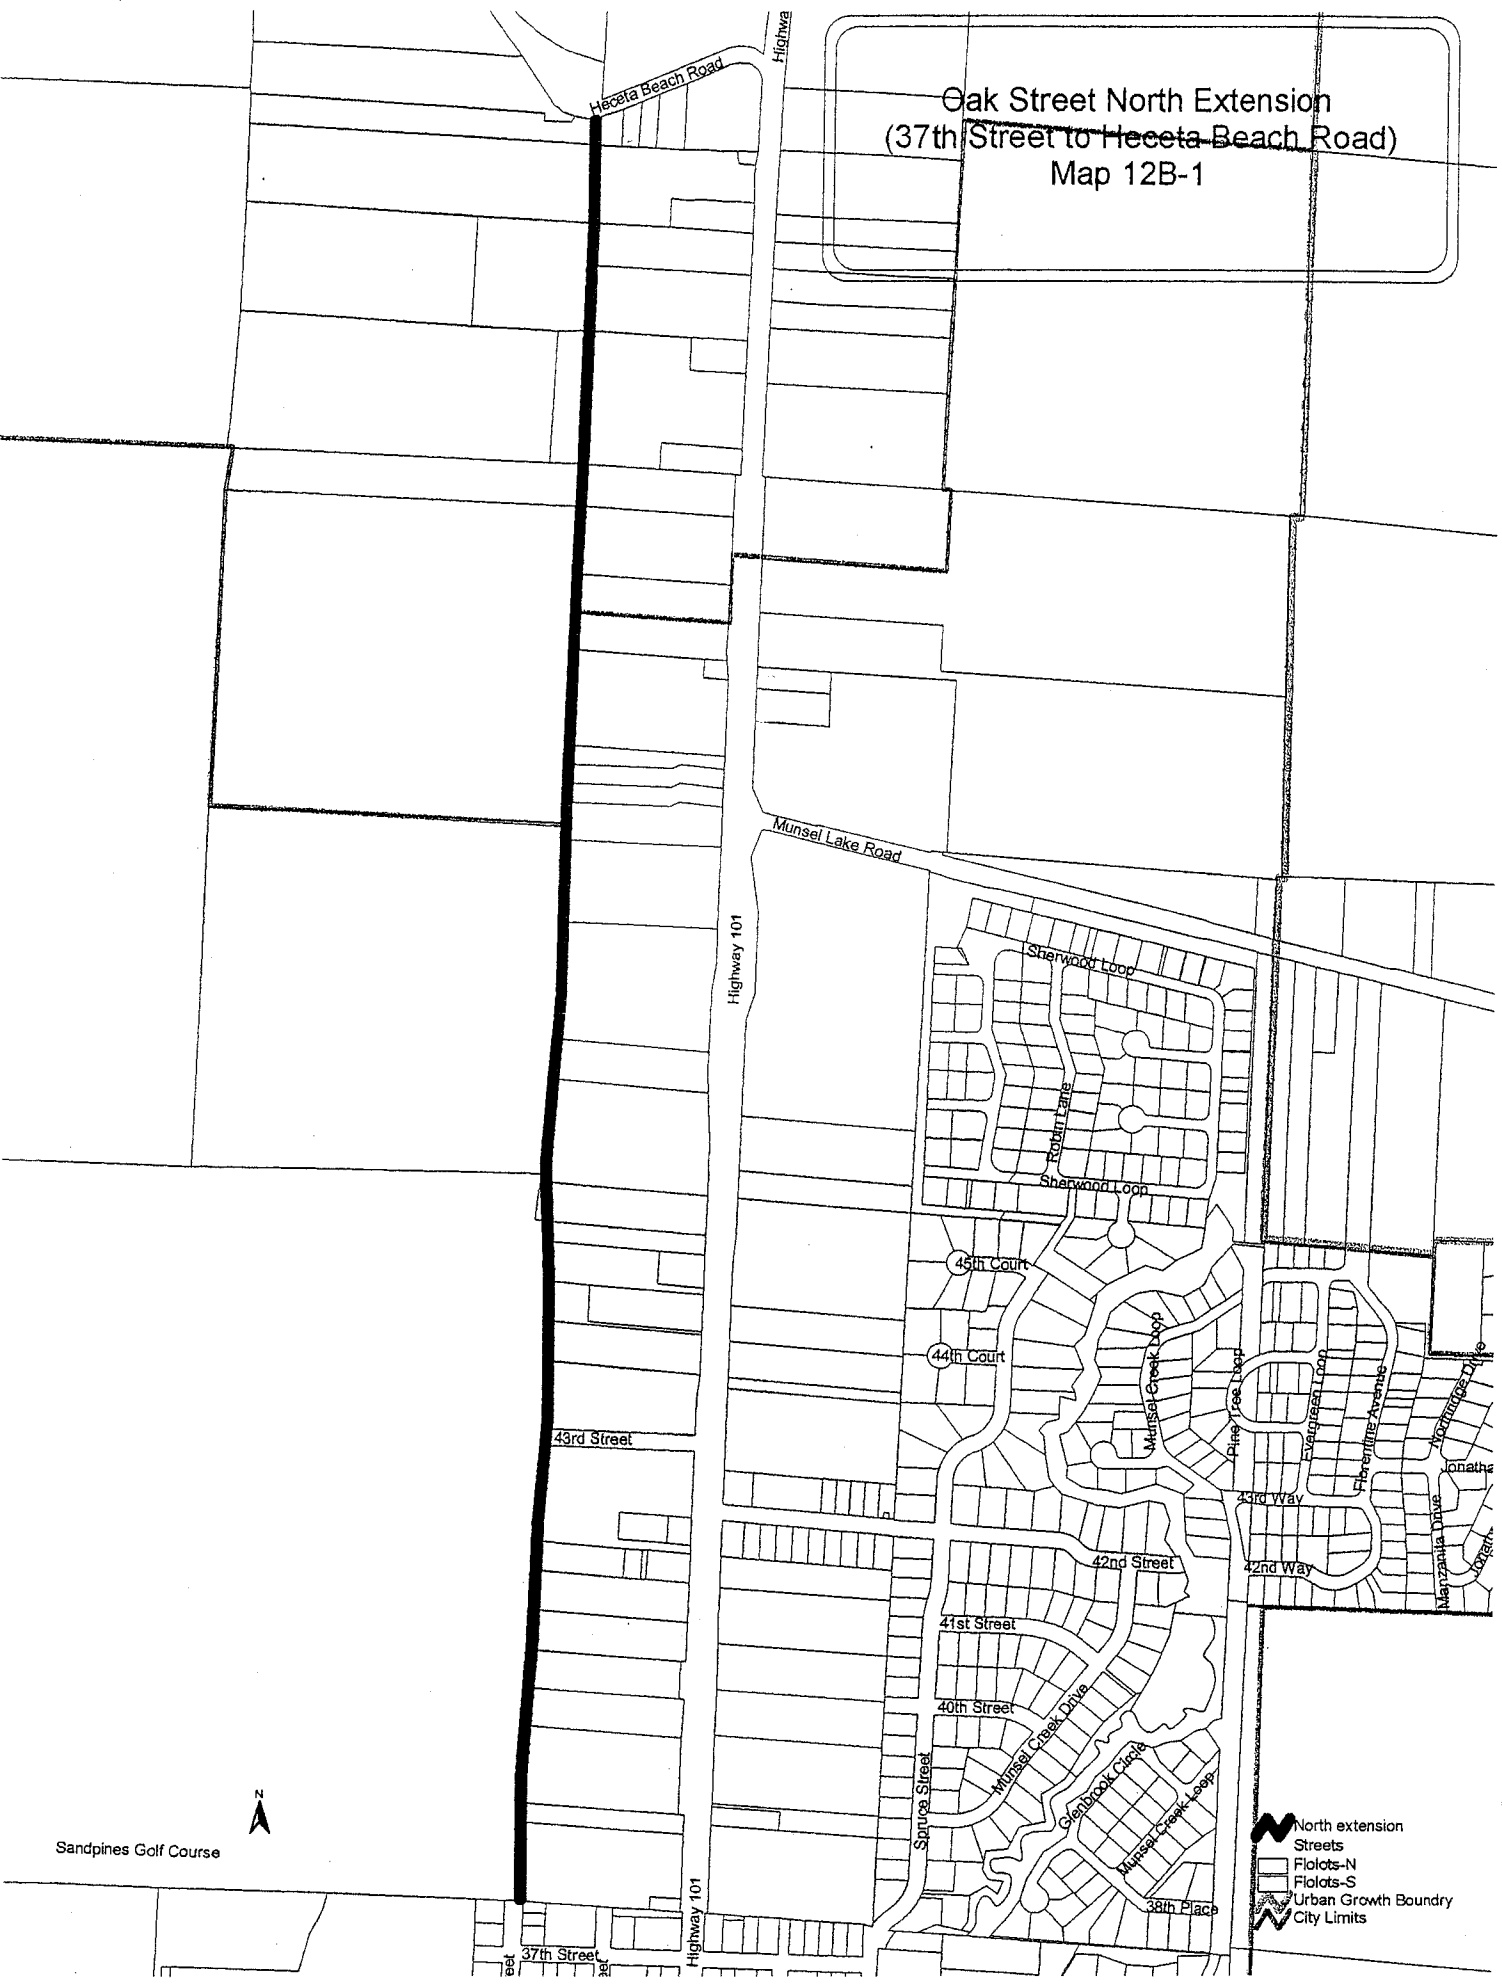 Highwa
Heceta Beach Road
Oak Street North Extension
(37th Street to Heceta Beach Road)
Map 12B-1
Munsel Lake Road
Highway 101
Sherwood Loop
Robin Lane
Sherwood Loop
45th Court
44th Court
Munsel Creek Loop
Pine Tree Loop
Evergreen Loop
Florentine Avenue
Northridge Drive
43rd Street
Jonatha
43rd Way
Manzanita Drive
Jonath
42nd Street
42nd Way
41st Street
40th Street
Munsel Creek Drive
Spruce Street
Glenbrook Circle
Munsel Creek Loop
38th Place
N
Sandpines Golf Course
Highway 101
37th Street
eet
eet
North extension
Streets
Flolots-N
Flolots-S
Urban Growth Boundry
City Limits